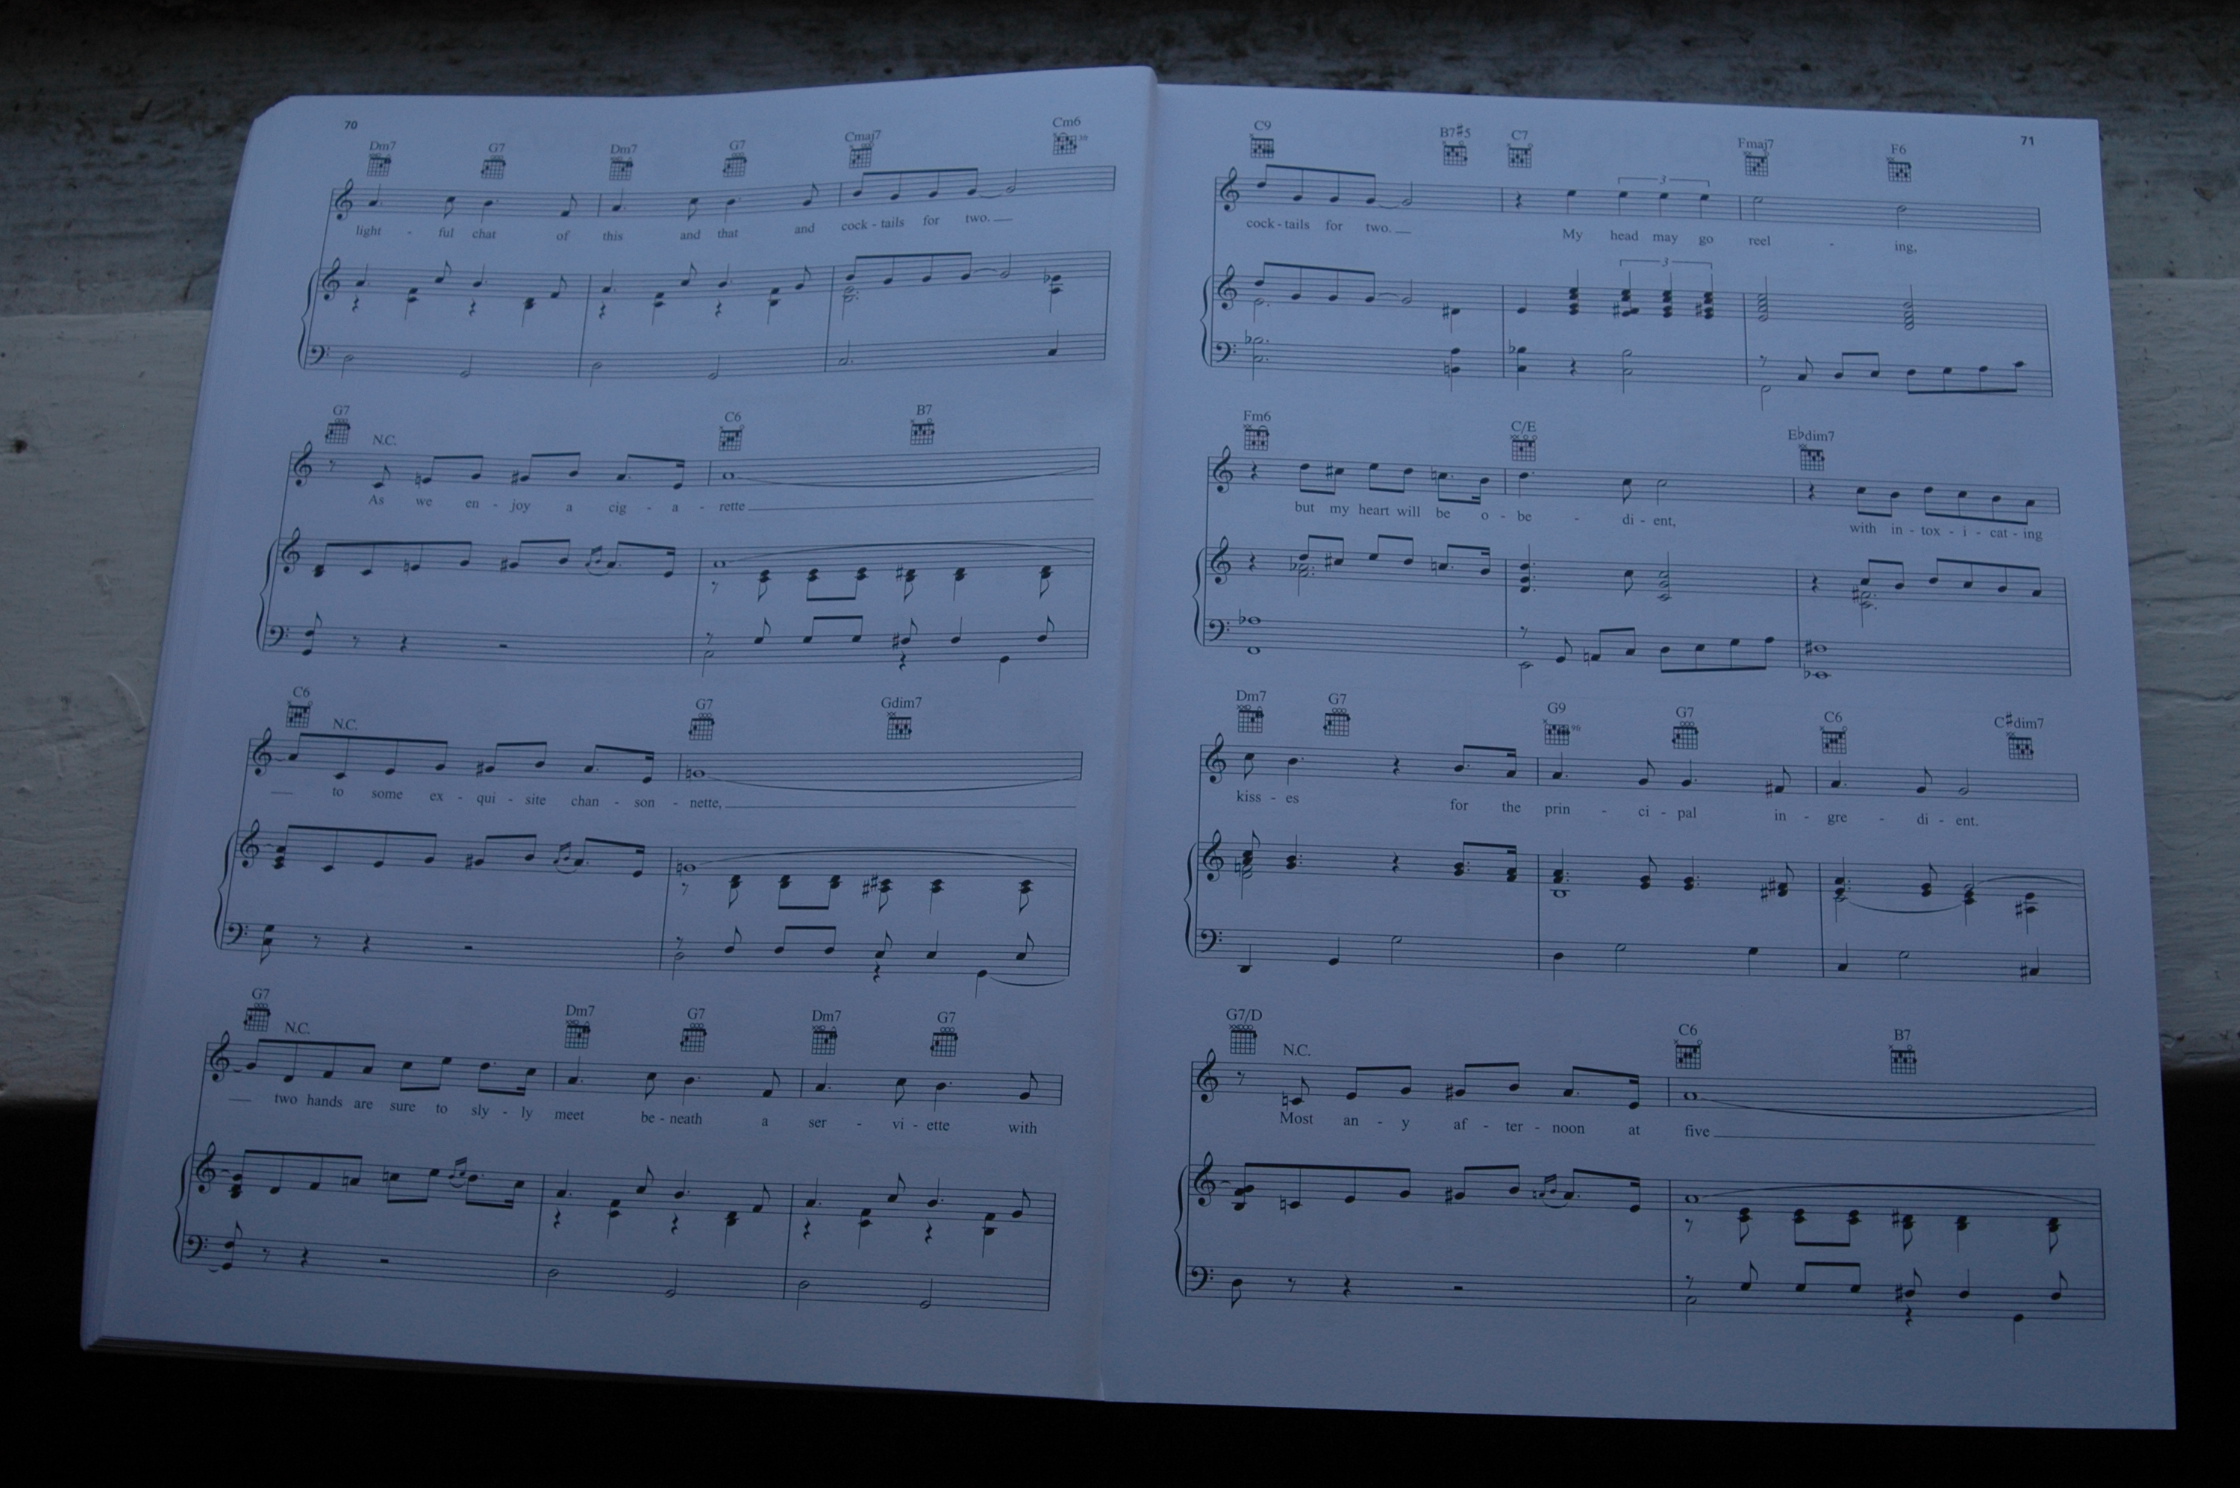 70
Dm7 G7 Dm7 G7 Cmaj7 Cm6
light - ful chat of this and that and cock - tails for two.
G7 N.C. C6 B7
As we en - joy a cig - a - rette
C6 N.C. G7 Gdim7
to some ex - qui - site chan - son - nette,
G7 N.C. Dm7 G7 Dm7 G7
two hands are sure to sly - ly meet be - neath a ser - vi - ette with
71
C9 B7♯5 C7 Fmaj7 F6
3
cock - tails for two. My head may go reel - ing,
3
Fm6 C/E E♭dim7
but my heart will be o - be - di - ent, with in - tox - i - cat - ing
Dm7 G7 G9 G7 C6 C♯dim7
kiss - es for the prin - ci - pal in - gre - di - ent.
G7/D N.C. C6 B7
Most an - y af - ter - noon at five